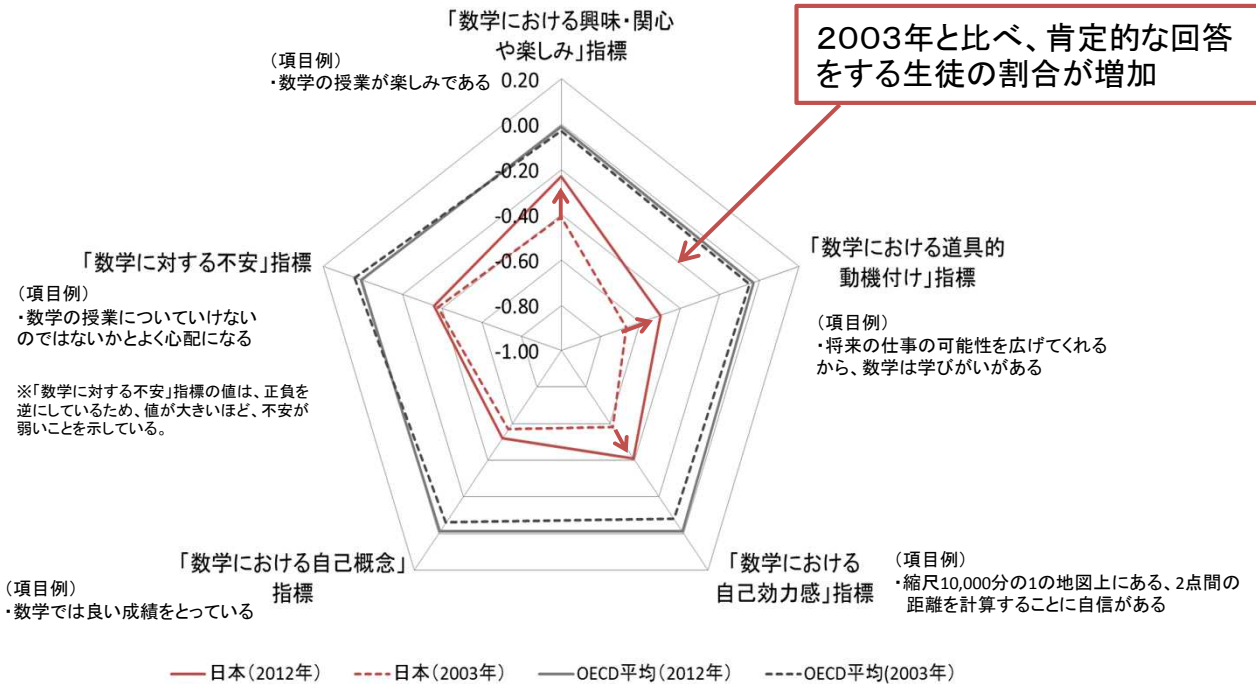 「数学における興味・関心
や楽しみ」指標
(項目例)
・数学の授業が楽しみである
2003年と比べ、肯定的な回答
をする生徒の割合が増加
0.20
0.00
-0.20
-0.40
-0.60
-0.80
-1.00
「数学に対する不安」指標
(項目例)
・数学の授業についていけない
のではないかとよく心配になる
※「数学に対する不安」指標の値は、正負を
逆にしているため、値が大きいほど、不安が
弱いことを示している。
「数学における道具的
動機付け」指標
(項目例)
・将来の仕事の可能性を広げてくれる
から、数学は学びがいがある
「数学における自己概念」
指標
(項目例)
・数学では良い成績をとっている
「数学における
自己効力感」指標
(項目例)
・縮尺10,000分の1の地図上にある、2点間の
距離を計算することに自信がある
日本(2012年)
日本(2003年)
OECD平均(2012年)
OECD平均(2003年)